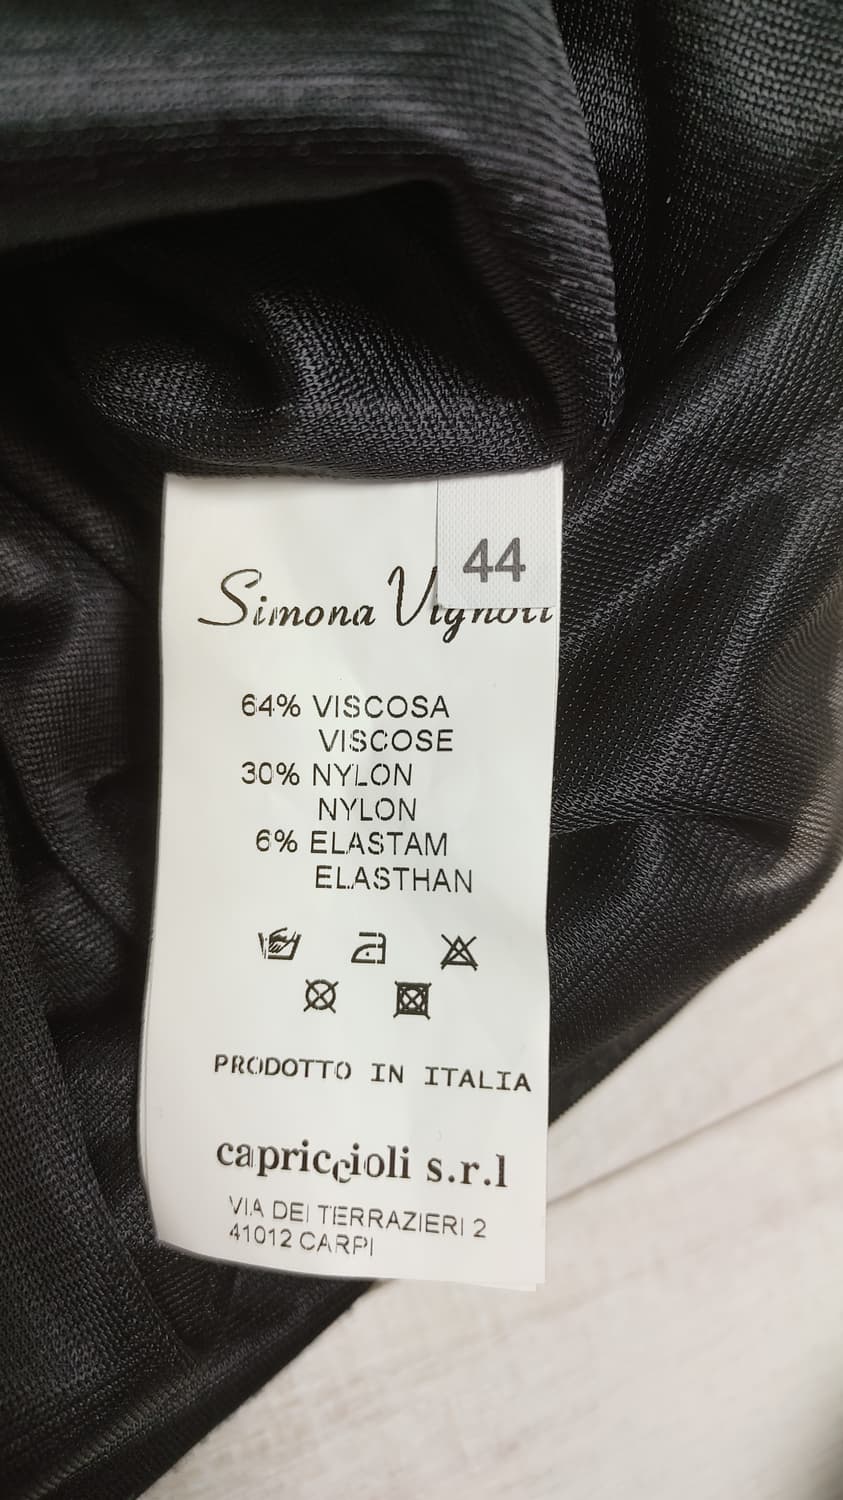 44
Simona Vignoli
64% VISCOSA
VISCOSE
30% NYLON
NYLON
6% ELASTAM
ELASTHAN
PRODOTTO IN ITALIA
capriccioli s.r.l
VIA DEI TERRAZIERI 2
41012 CARPI